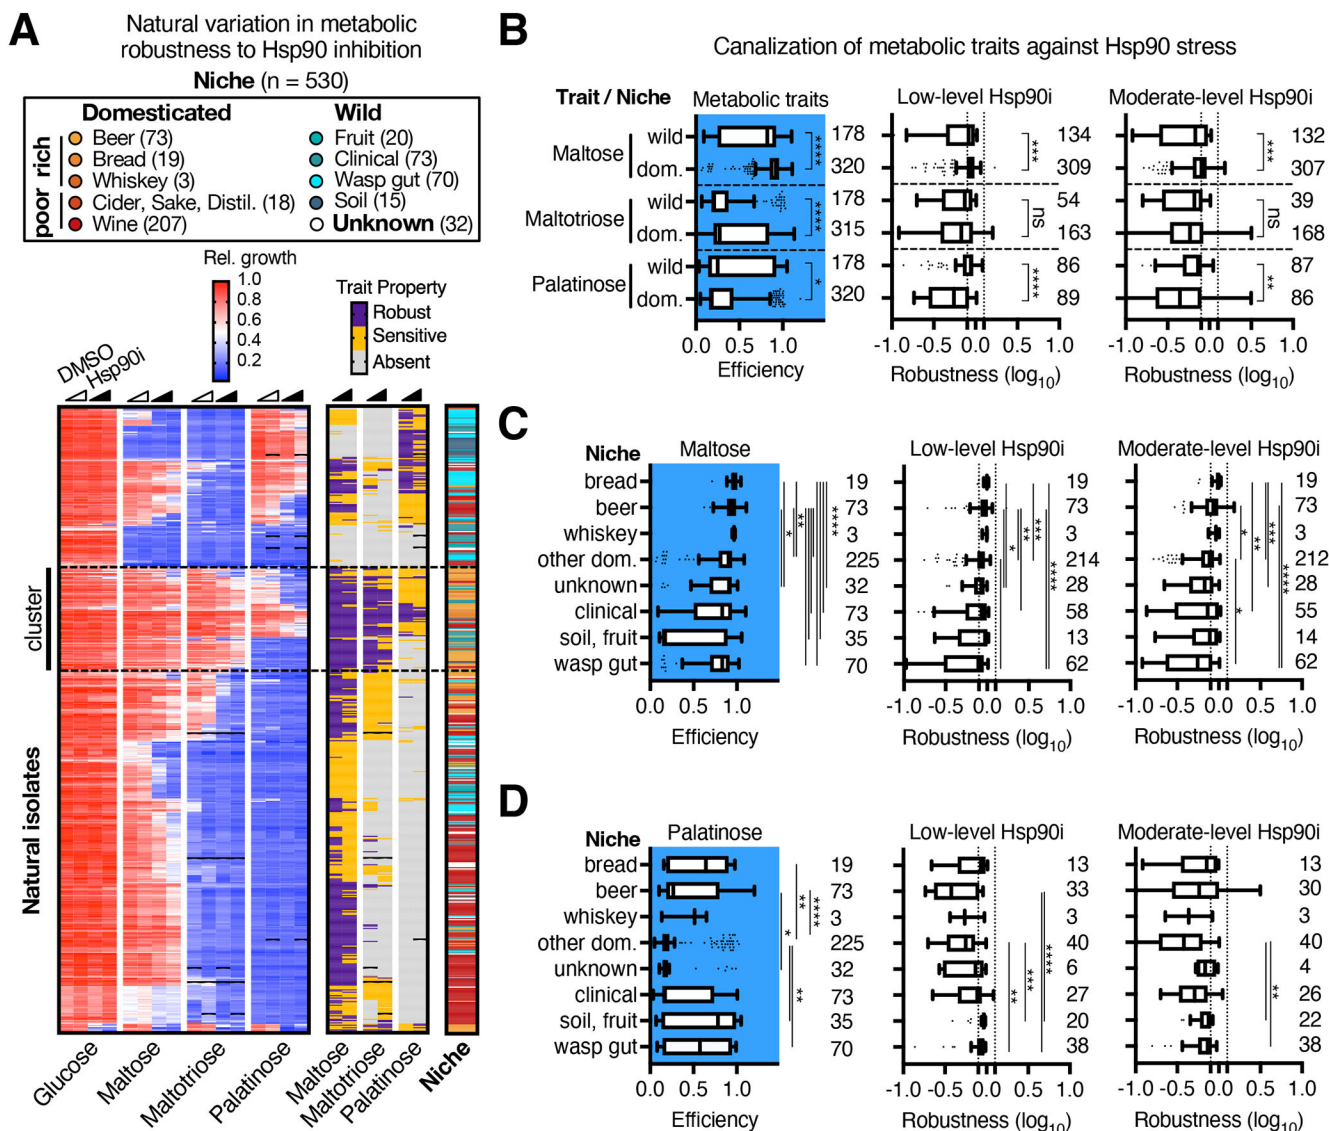 A
Natural variation in metabolic
robustness to Hsp90 inhibition
Niche (n = 530)
Domesticated
Wild
rich
poor
Beer (73)
Bread (19)
Whiskey (3)
Cider, Sake, Distil. (18)
Wine (207)
Fruit (20)
Clinical (73)
Wasp gut (70)
Soil (15)
Unknown (32)
Rel. growth
1.0
0.8
0.6
0.4
0.2
Trait Property
Robust
Sensitive
Absent
DMSO
Hsp90i
cluster
Natural isolates
Glucose
Maltose
Maltotriose
Palatinose
Maltose
Maltotriose
Palatinose
Niche
B
Canalization of metabolic traits against Hsp90 stress
Trait / Niche
Metabolic traits
Low-level Hsp90i
Moderate-level Hsp90i
Maltose
wild 178 *** 134 *** 132
dom. 320 309 307
Maltotriose
wild 178 **** 54 ns 39 ns
dom. 315 163 168
Palatinose
wild 178 * 86 **** 87 **
dom. 320 89 86
0.0 0.5 1.0
Efficiency
-1.0 -0.5 0.0 0.5 1.0
Robustness (log10)
-1.0 -0.5 0.0 0.5 1.0
Robustness (log10)
C
Niche
Maltose
Low-level Hsp90i
Moderate-level Hsp90i
bread 19 19 19
beer 73 73 73
whiskey 3 3 3
other dom. 225 214 212
unknown 32 28 28
clinical 73 58 55
soil, fruit 35 13 14
wasp gut 70 62 62
0.0 0.5 1.0
Efficiency
-1.0 -0.5 0.0 0.5 1.0
Robustness (log10)
-1.0 -0.5 0.0 0.5 1.0
Robustness (log10)
D
Niche
Palatinose
Low-level Hsp90i
Moderate-level Hsp90i
bread 19 13 13
beer 73 33 30
whiskey 3 3 3
other dom. 225 40 40
unknown 32 6 4
clinical 73 27 26
soil, fruit 35 20 22
wasp gut 70 38 38
0.0 0.5 1.0
Efficiency
-1.0 -0.5 0.0 0.5 1.0
Robustness (log10)
-1.0 -0.5 0.0 0.5 1.0
Robustness (log10)